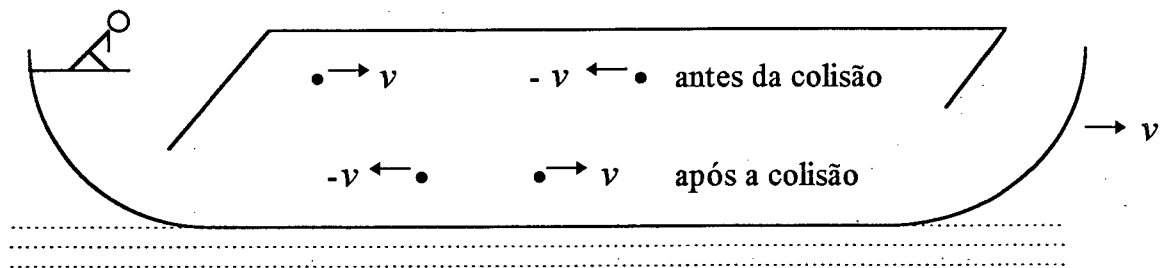 v - v antes da colisão
v
-v v após a colisão